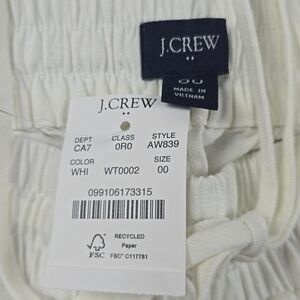 J.CREW
00
MADE IN
VIETNAM
J.CREW
DEPT CLASS STYLE
CA7 0R0 AW839
COLOR SIZE
WHI WT0002 00
099106173315
FSC
RECYCLED
Paper
FSC® C117781